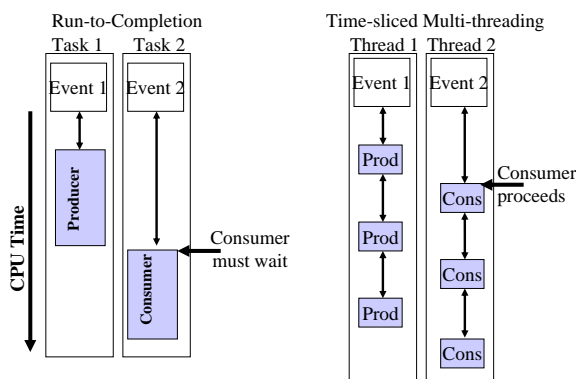 Run-to-Completion
Task 1 Task 2
Event 1 Event 2
Producer
Consumer
Consumer
must wait
CPU Time
Time-sliced Multi-threading
Thread 1 Thread 2
Event 1 Event 2
Prod
Cons
Consumer
proceeds
Prod
Cons
Prod
Cons